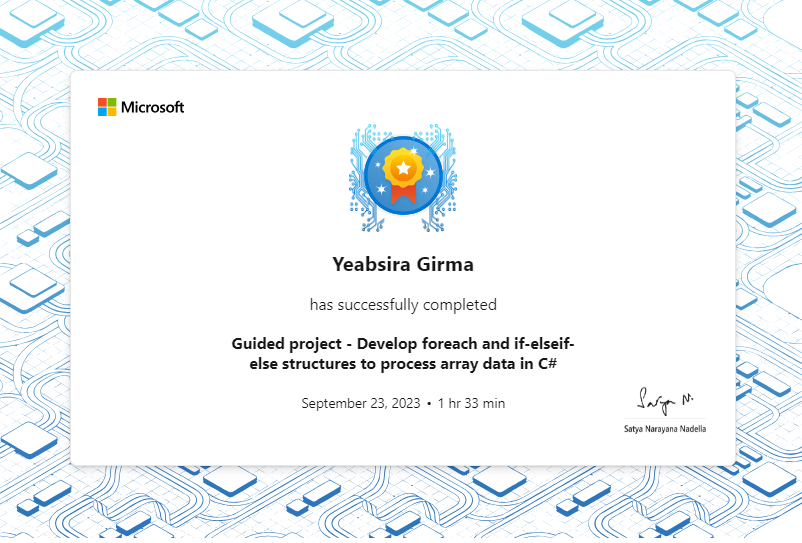 Microsoft
Yeabsira Girma
has successfully completed
Guided project - Develop foreach and if-elseif-
else structures to process array data in C#
September 23, 2023 • 1 hr 33 min
Satya N.
Satya Narayana Nadella